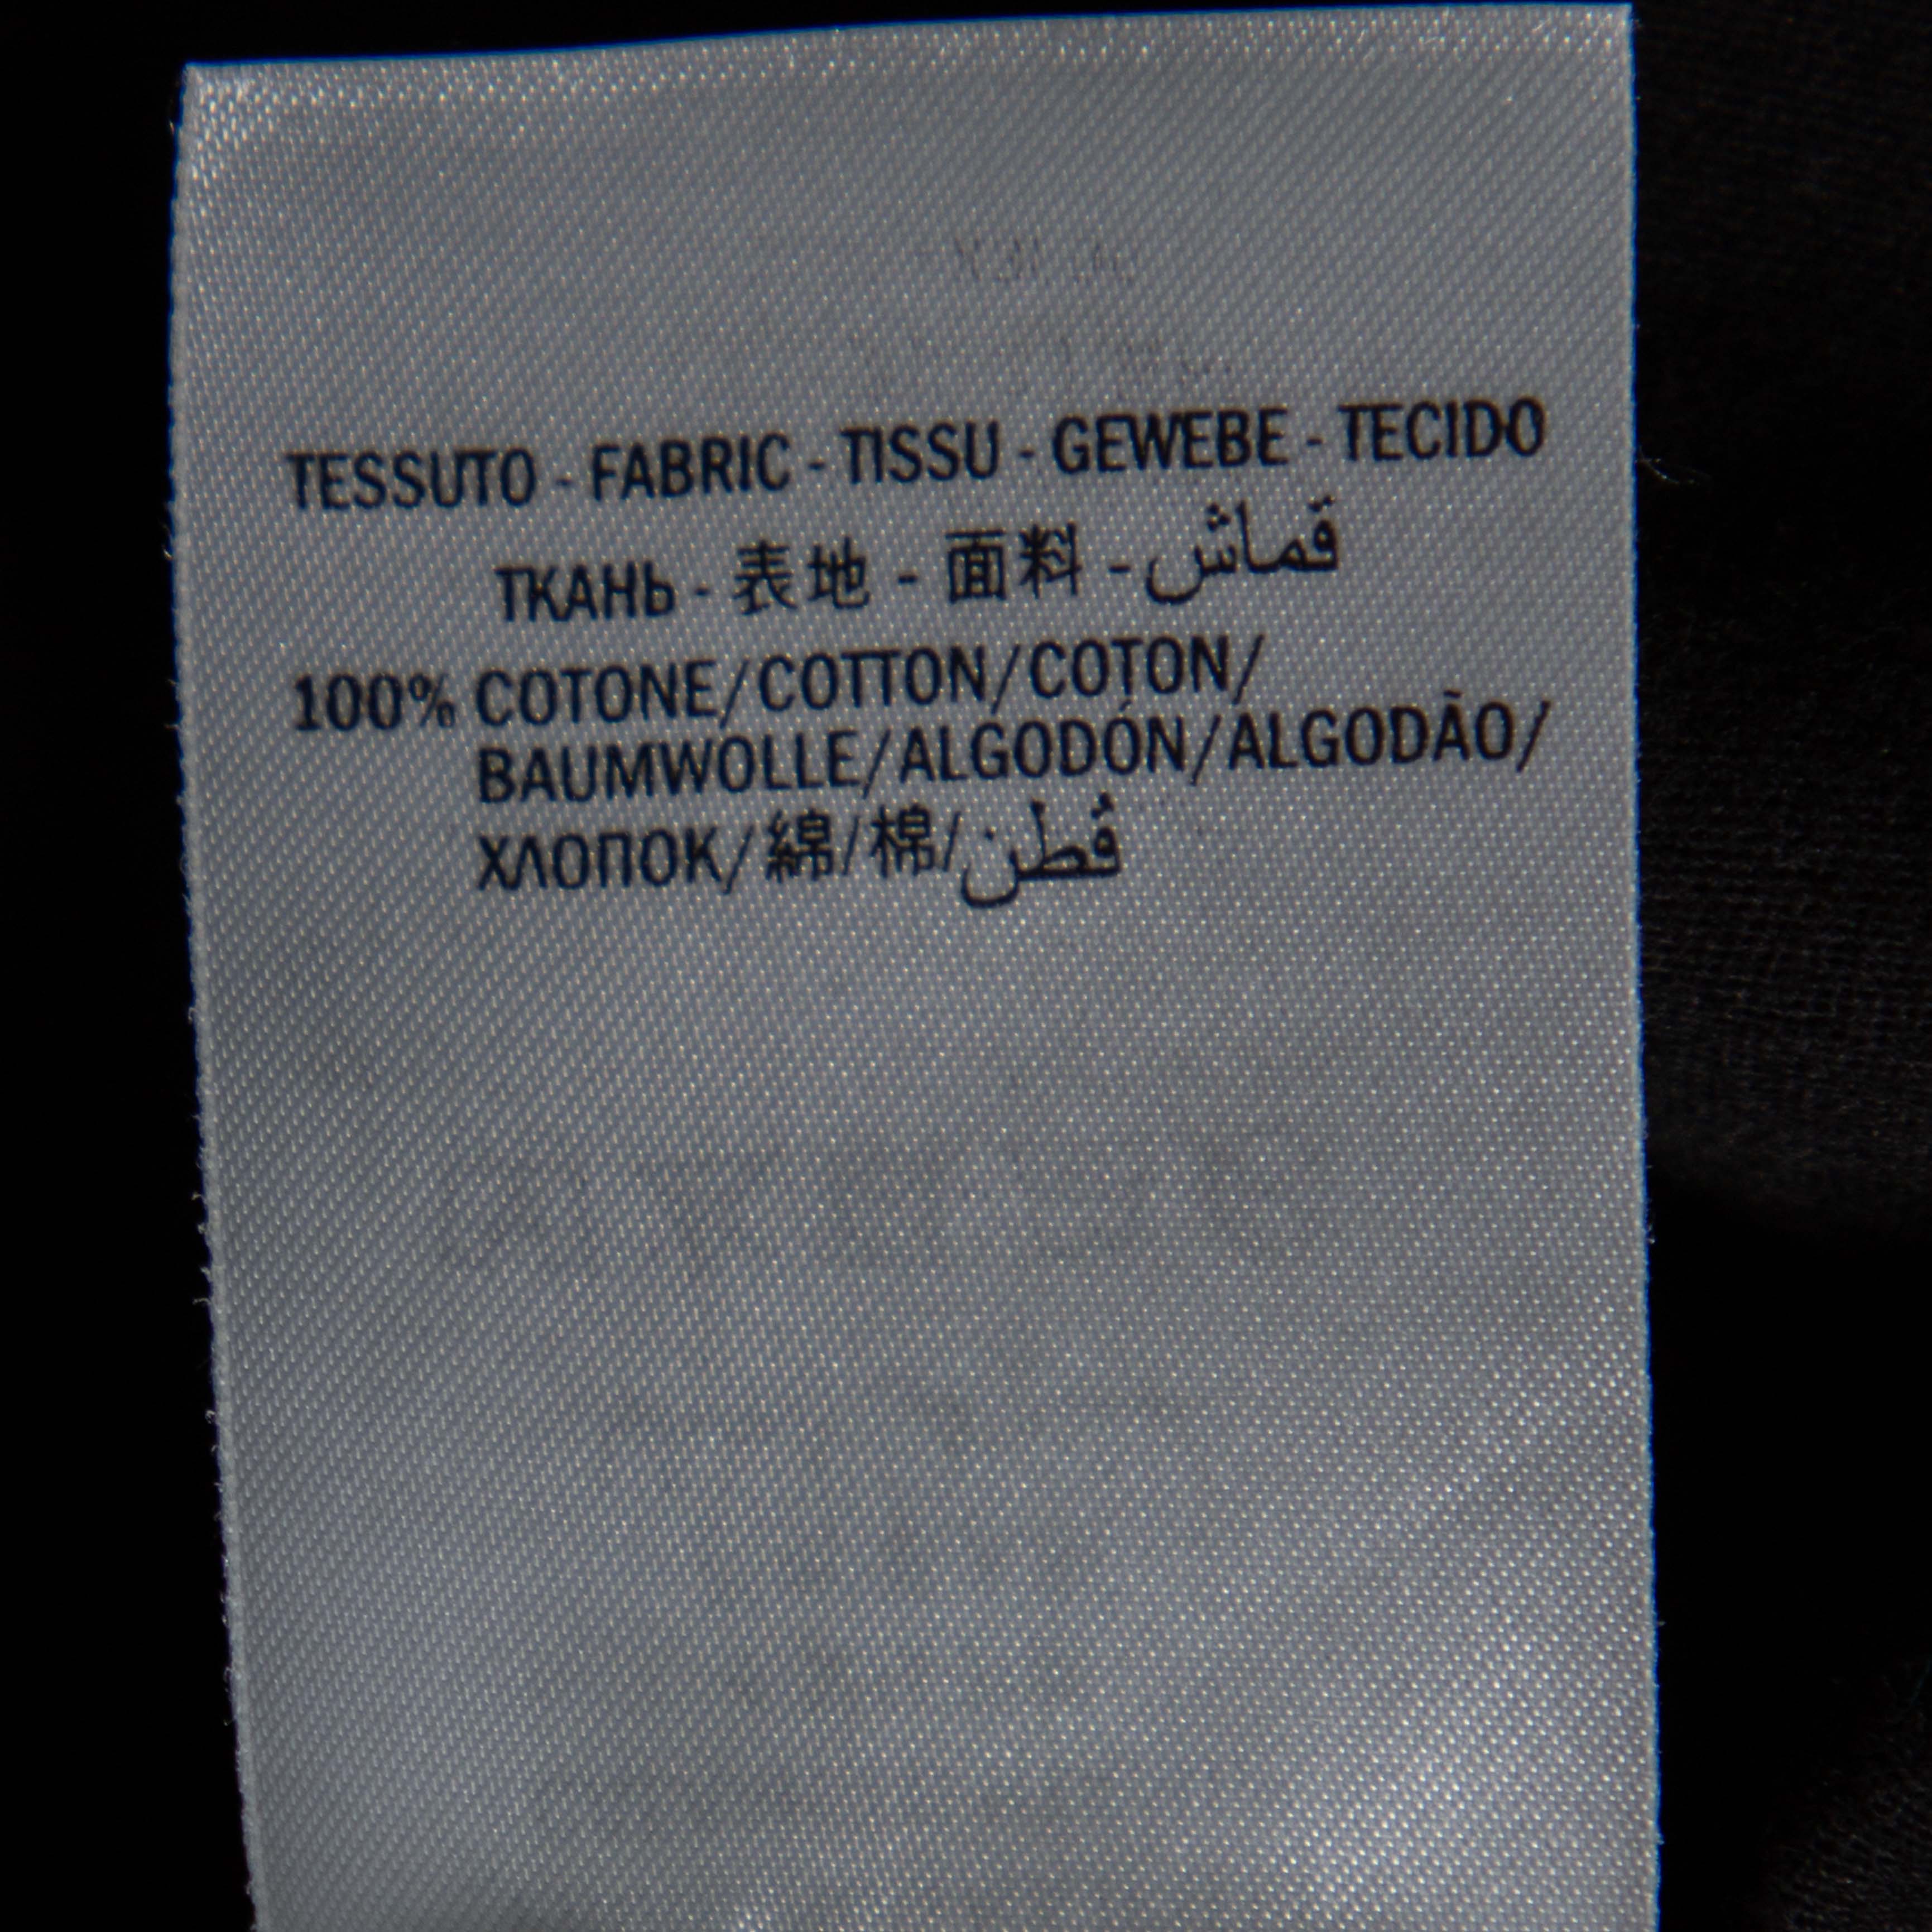 TESSUTO - FABRIC - TISSU - GEWEBE - TECIDO
ТКАНЬ - 表地 - 面料 - قماش
100% COTONE/COTTON/COTON/
BAUMWOLLE/ALGODÓN/ALGODÃO/
ХЛОПОК/綿/棉/قطن